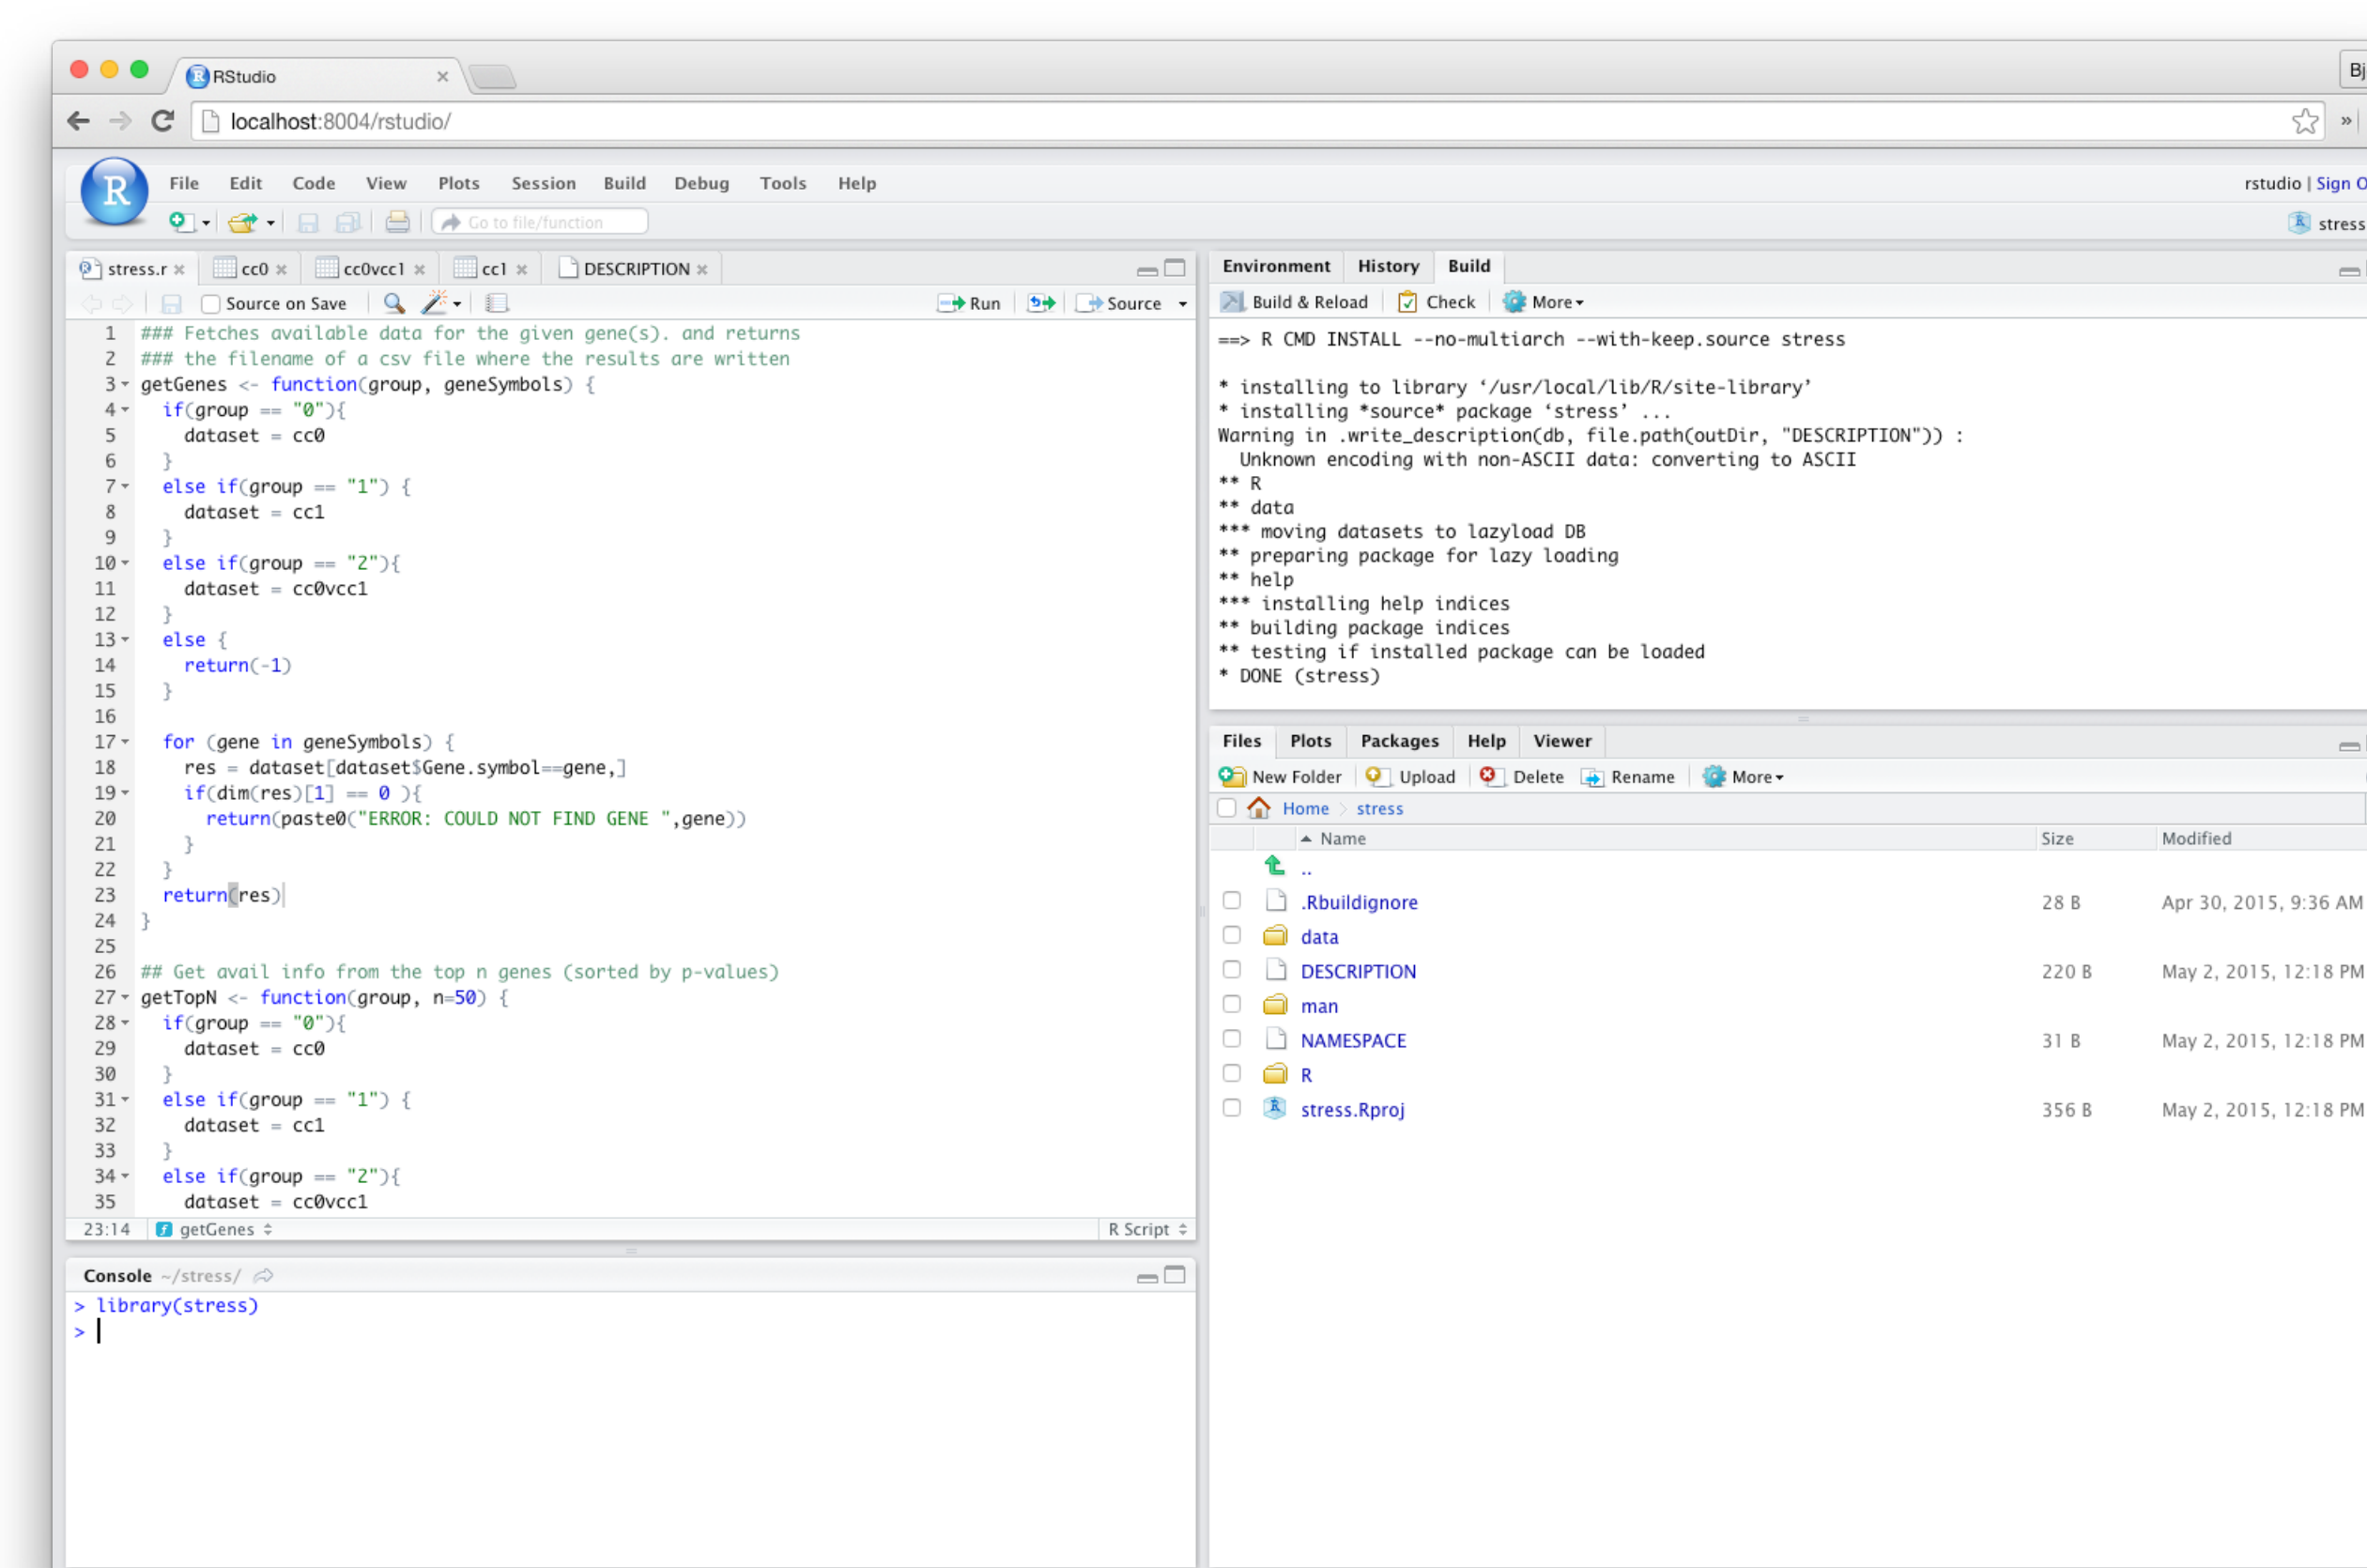 RStudio
Bj
localhost:8004/rstudio/
»
R
File Edit Code View Plots Session Build Debug Tools Help
rstudio | Sign O
Go to file/function
stress
stress.r cc0 cc0vcc1 cc1 DESCRIPTION
Source on Save Run Source
1 ### Fetches available data for the given gene(s). and returns
2 ### the filename of a csv file where the results are written
3 getGenes <- function(group, geneSymbols) {
4 if(group == "0"){
5 dataset = cc0
6 }
7 else if(group == "1") {
8 dataset = cc1
9 }
10 else if(group == "2"){
11 dataset = cc0vcc1
12 }
13 else {
14 return(-1)
15 }
16
17 for (gene in geneSymbols) {
18 res = dataset[dataset$Gene.symbol==gene,]
19 if(dim(res)[1] == 0 ){
20 return(paste0("ERROR: COULD NOT FIND GENE ",gene))
21 }
22 }
23 return(res)
24 }
25
26 ## Get avail info from the top n genes (sorted by p-values)
27 getTopN <- function(group, n=50) {
28 if(group == "0"){
29 dataset = cc0
30 }
31 else if(group == "1") {
32 dataset = cc1
33 }
34 else if(group == "2"){
35 dataset = cc0vcc1
23:14 getGenes R Script
Console ~/stress/
> library(stress)
>
Environment History Build
Build & Reload Check More
==> R CMD INSTALL --no-multiarch --with-keep.source stress
* installing to library ‘/usr/local/lib/R/site-library’
* installing *source* package ‘stress’ ...
Warning in .write_description(db, file.path(outDir, "DESCRIPTION")) :
Unknown encoding with non-ASCII data: converting to ASCII
** R
** data
*** moving datasets to lazyload DB
** preparing package for lazy loading
** help
*** installing help indices
** building package indices
** testing if installed package can be loaded
* DONE (stress)
Files Plots Packages Help Viewer
New Folder Upload Delete Rename More
Home stress
Name Size Modified
..
.Rbuildignore 28 B Apr 30, 2015, 9:36 AM
data
DESCRIPTION 220 B May 2, 2015, 12:18 PM
man
NAMESPACE 31 B May 2, 2015, 12:18 PM
R
stress.Rproj 356 B May 2, 2015, 12:18 PM